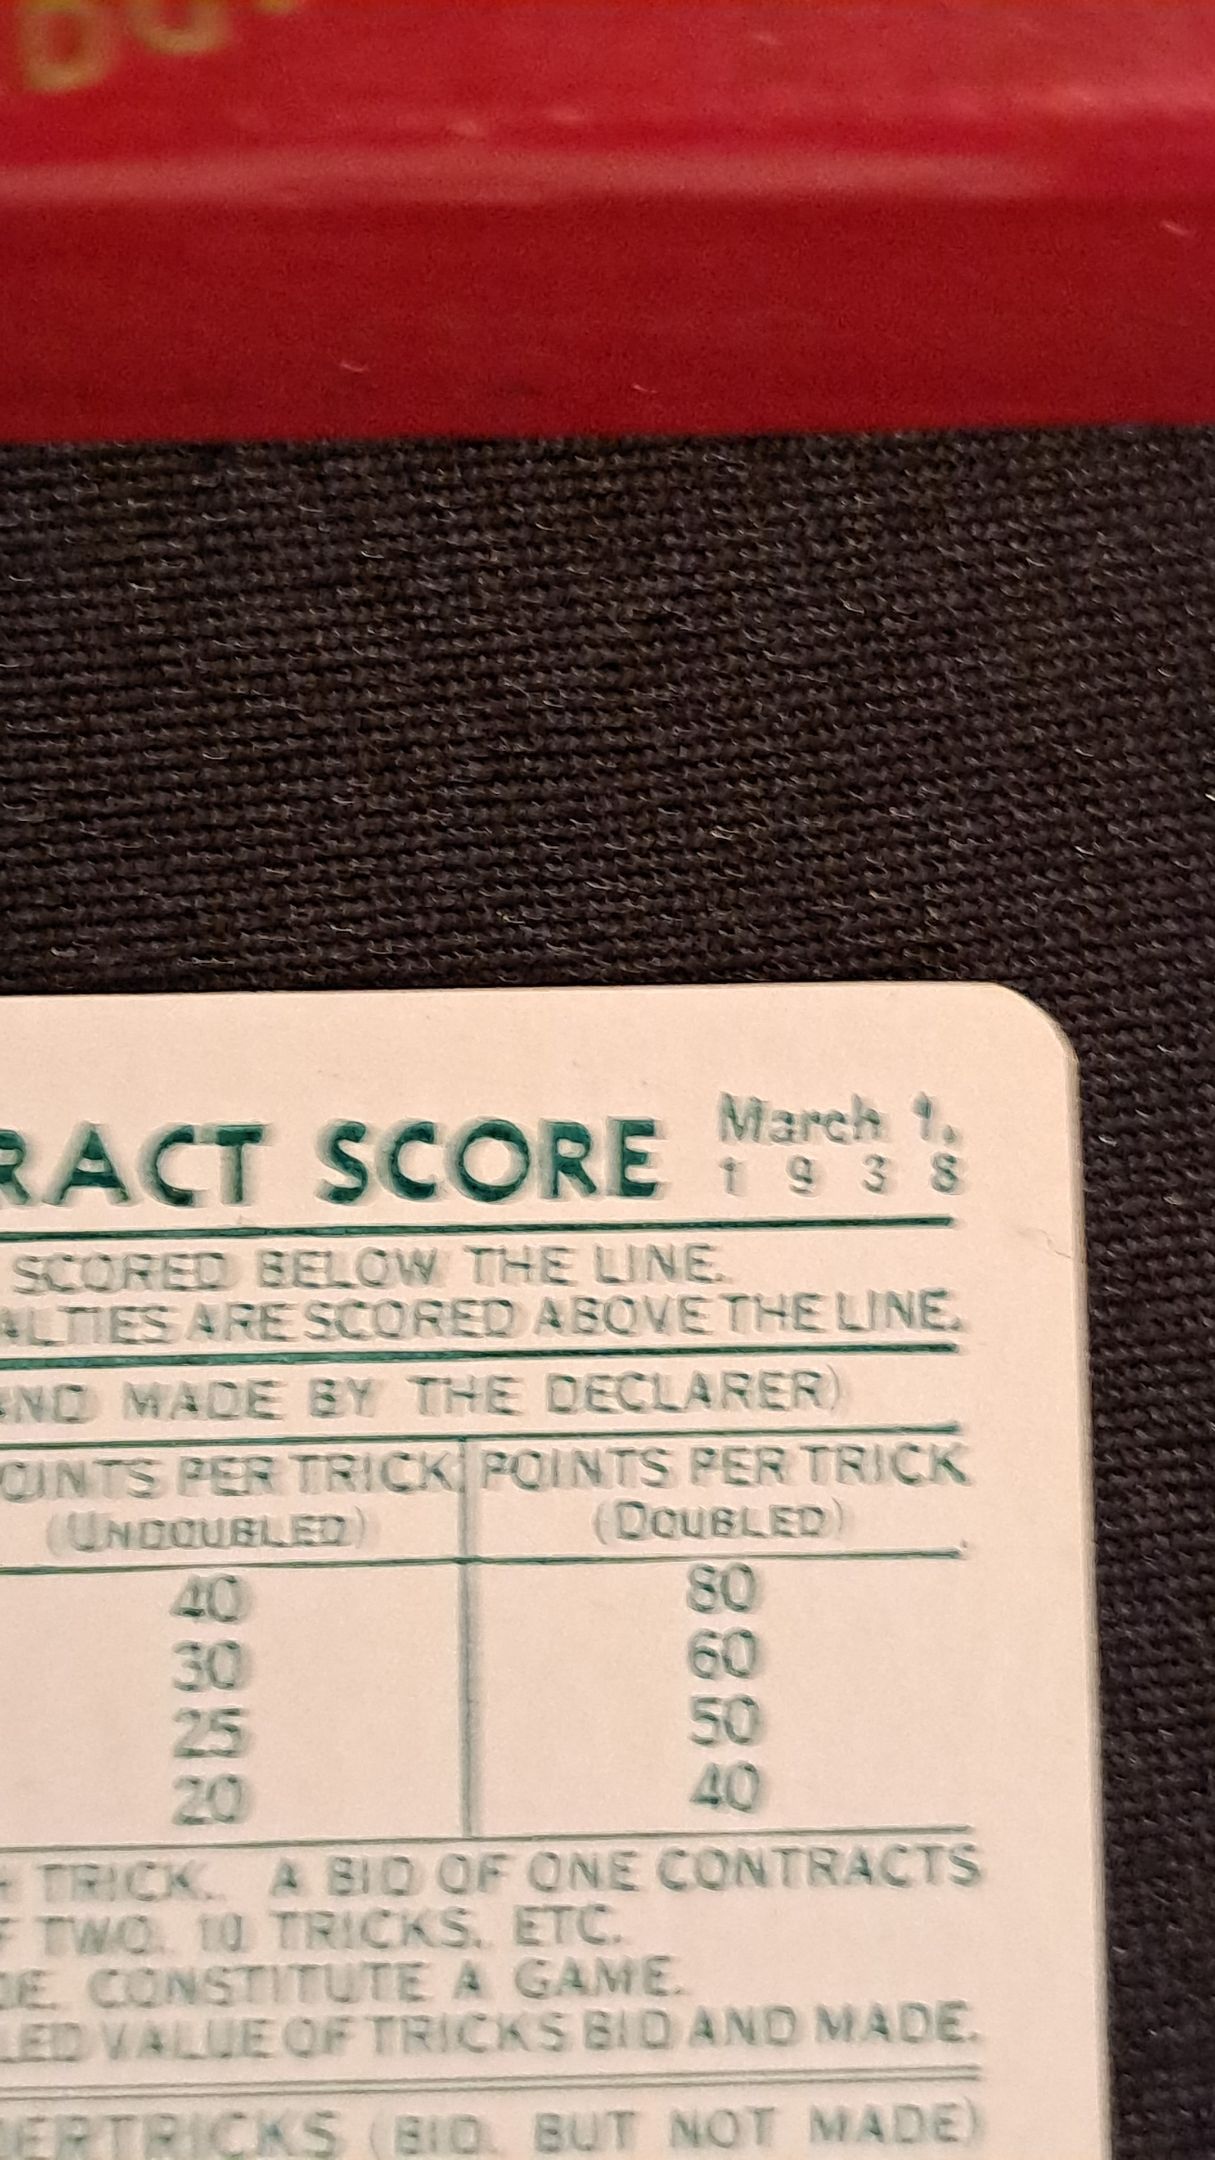 RACT SCORE March 1,
1 9 3 8
SCORED BELOW THE LINE.
ALTIES ARE SCORED ABOVE THE LINE.
AND MADE BY THE DECLARER)
OINTS PER TRICK POINTS PER TRICK
(UNDOUBLED) (DOUBLED)
40 80
30 60
25 50
20 40
TRICK. A BID OF ONE CONTRACTS
F TWO, 10 TRICKS, ETC.
DE, CONSTITUTE A GAME.
LED VALUE OF TRICKS BID AND MADE.
DERTRICKS (BID, BUT NOT MADE)